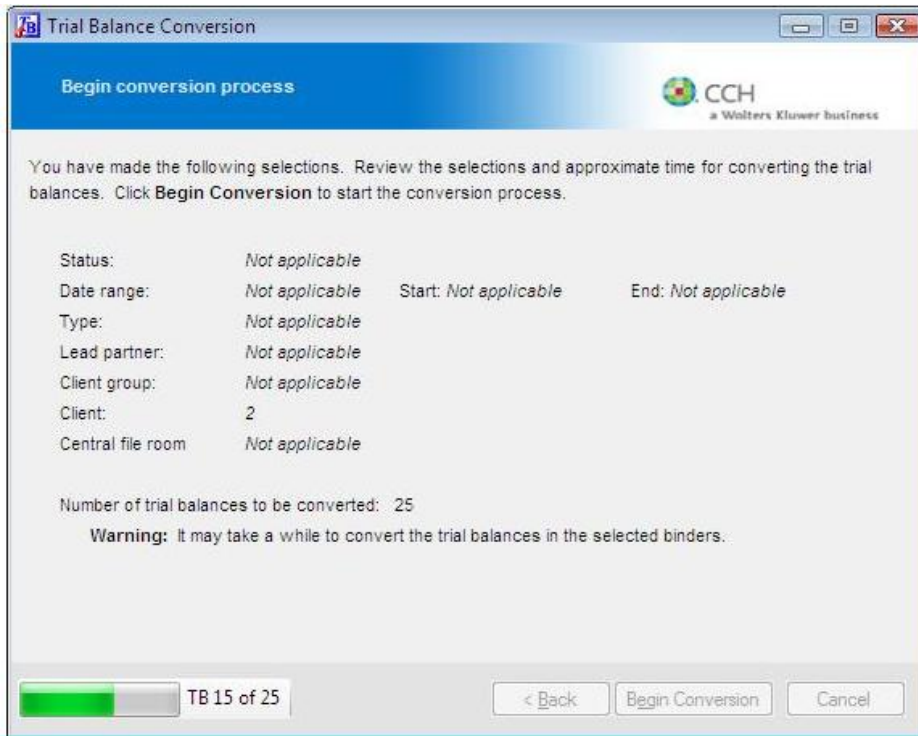 TB Trial Balance Conversion
Begin conversion process
CCH
a Wolters Kluwer business
You have made the following selections. Review the selections and approximate time for converting the trial
balances. Click Begin Conversion to start the conversion process.
Status: Not applicable
Date range: Not applicable Start: Not applicable End: Not applicable
Type: Not applicable
Lead partner: Not applicable
Client group: Not applicable
Client: 2
Central file room Not applicable
Number of trial balances to be converted: 25
Warning: It may take a while to convert the trial balances in the selected binders.
TB 15 of 25 < Back Begin Conversion Cancel